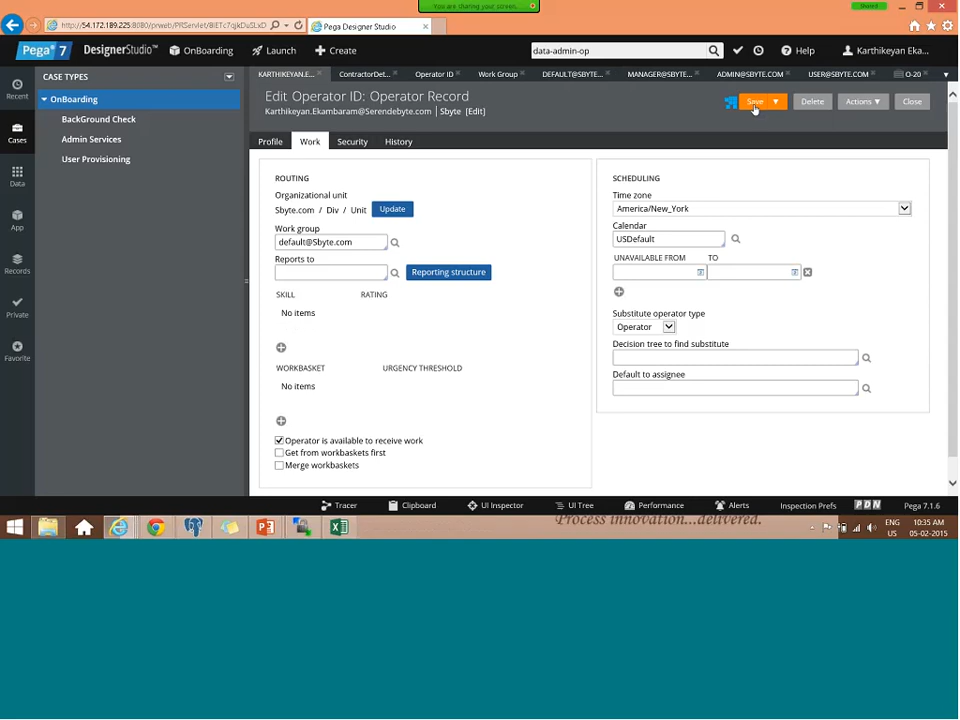 You are sharing your screen.
http://54.172.189.225:8080/prweb/PRServlet/
Pega Designer Studio
Pega 7 DesignerStudio™ OnBoarding Launch Create data-admin-op Help Karthikeyan Eka...
Recent
Cases
Data
App
Records
Private
Favorite
CASE TYPES
OnBoarding
BackGround Check
Admin Services
User Provisioning
KARTHIKEYAN.E... ContractorDet... Operator ID Work Group DEFAULT@SBYTE... MANAGER@SBYTE... ADMIN@SBYTE.COM USER@SBYTE.COM O-20
Edit Operator ID: Operator Record
Karthikeyan.Ekambaram@Serendebyte.com | Sbyte [Edit]
Save Delete Actions Close
Profile Work Security History
ROUTING
Organizational unit
Sbyte.com / Div / Unit Update
Work group
default@Sbyte.com
Reports to
Reporting structure
SKILL RATING
No items
WORKBASKET URGENCY THRESHOLD
No items
Operator is available to receive work
Get from workbaskets first
Merge workbaskets
SCHEDULING
Time zone
America/New_York
Calendar
USDefault
UNAVAILABLE FROM TO
Substitute operator type
Operator
Decision tree to find substitute
Default to assignee
Tracer Clipboard UI Inspector UI Tree Performance Alerts Inspection Prefs PDN Pega 7.1.6
Process innovation...delivered.
ENG 10:35 AM
US 05-02-2015